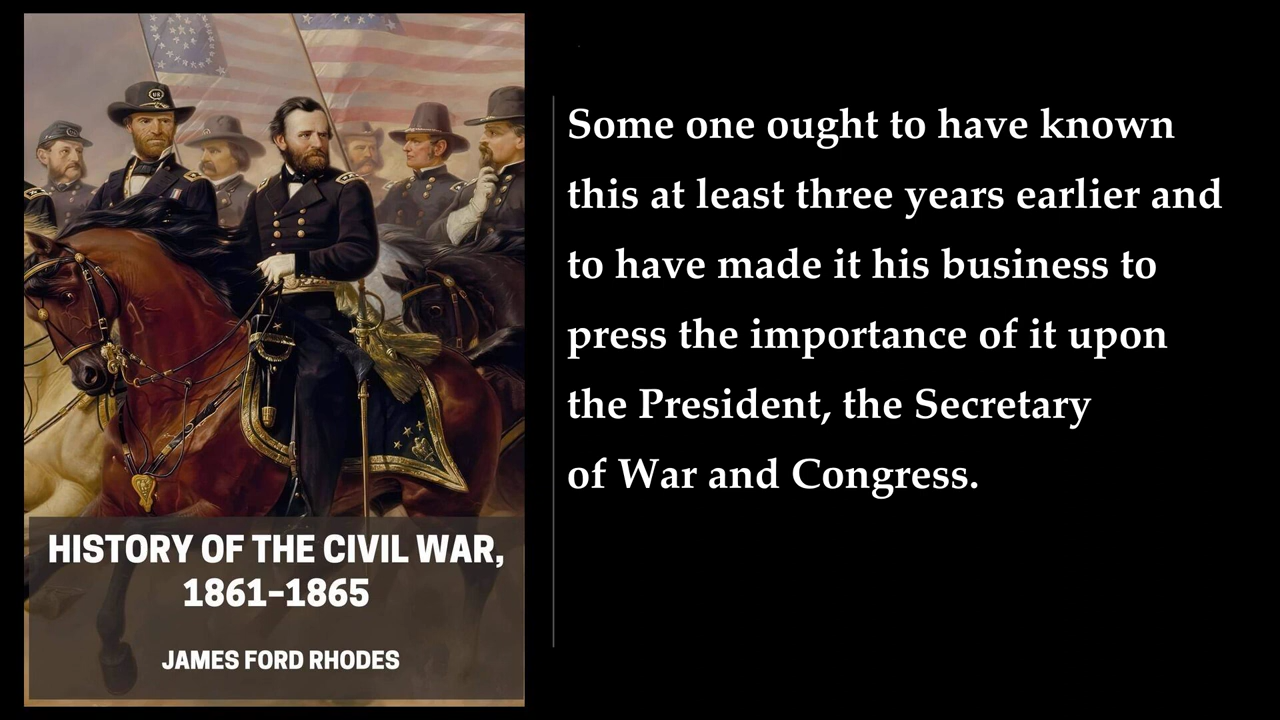 HISTORY OF THE CIVIL WAR,
1861–1865
JAMES FORD RHODES
Some one ought to have known
this at least three years earlier and
to have made it his business to
press the importance of it upon
the President, the Secretary
of War and Congress.